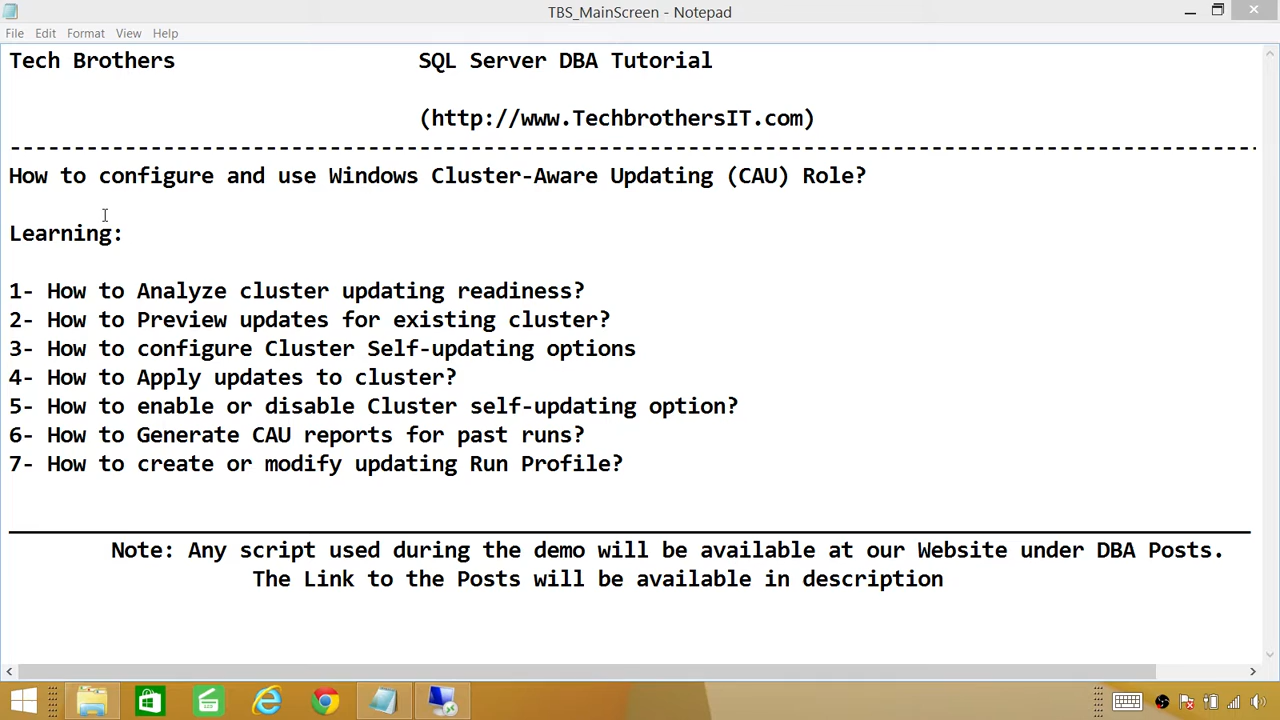 TBS_MainScreen - Notepad
File Edit Format View Help
Tech Brothers SQL Server DBA Tutorial
(http://www.TechbrothersIT.com)
--------------------------------------------------------------------------------------------------
How to configure and use Windows Cluster-Aware Updating (CAU) Role?
Learning:
1- How to Analyze cluster updating readiness?
2- How to Preview updates for existing cluster?
3- How to configure Cluster Self-updating options
4- How to Apply updates to cluster?
5- How to enable or disable Cluster self-updating option?
6- How to Generate CAU reports for past runs?
7- How to create or modify updating Run Profile?
Note: Any script used during the demo will be available at our Website under DBA Posts.
The Link to the Posts will be available in description